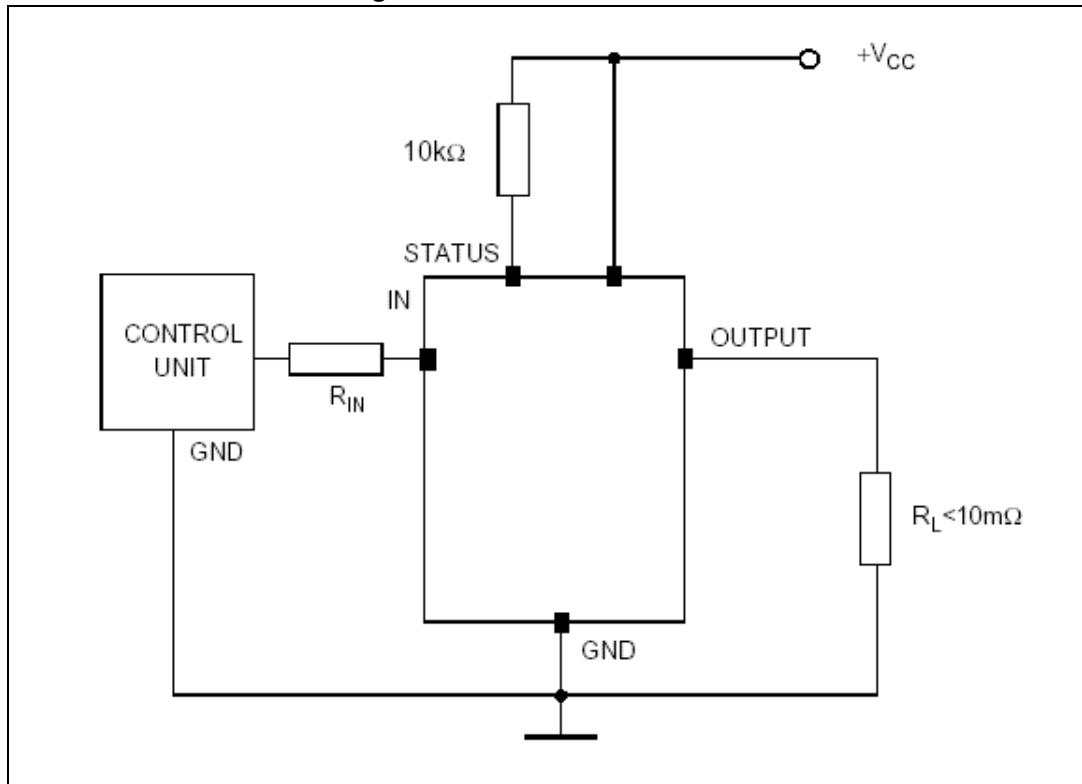 +VCC
10kΩ
STATUS
IN
CONTROL
UNIT
OUTPUT
RIN
GND
RL<10mΩ
GND